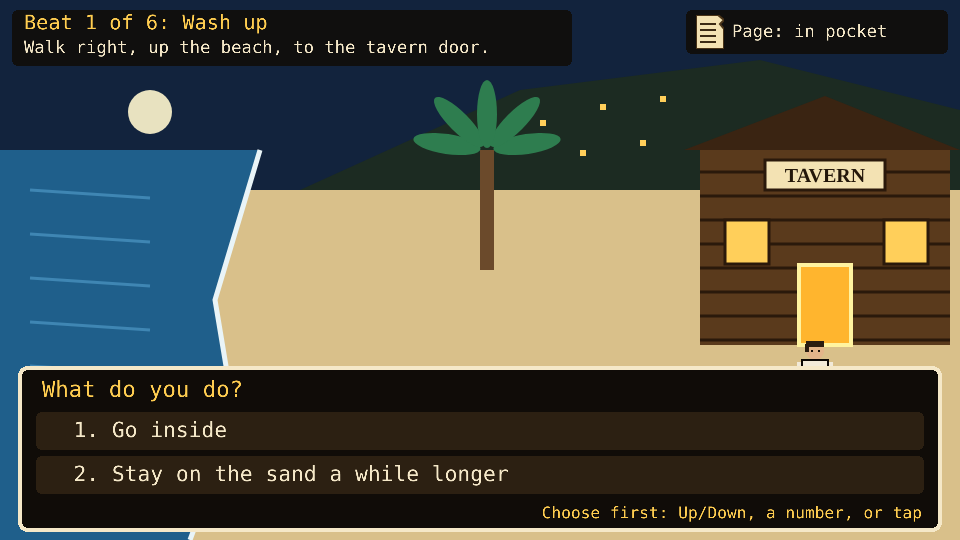 Beat 1 of 6: Wash up
Walk right, up the beach, to the tavern door.
Page: in pocket
TAVERN
What do you do?
1. Go inside
2. Stay on the sand a while longer
Choose first: Up/Down, a number, or tap